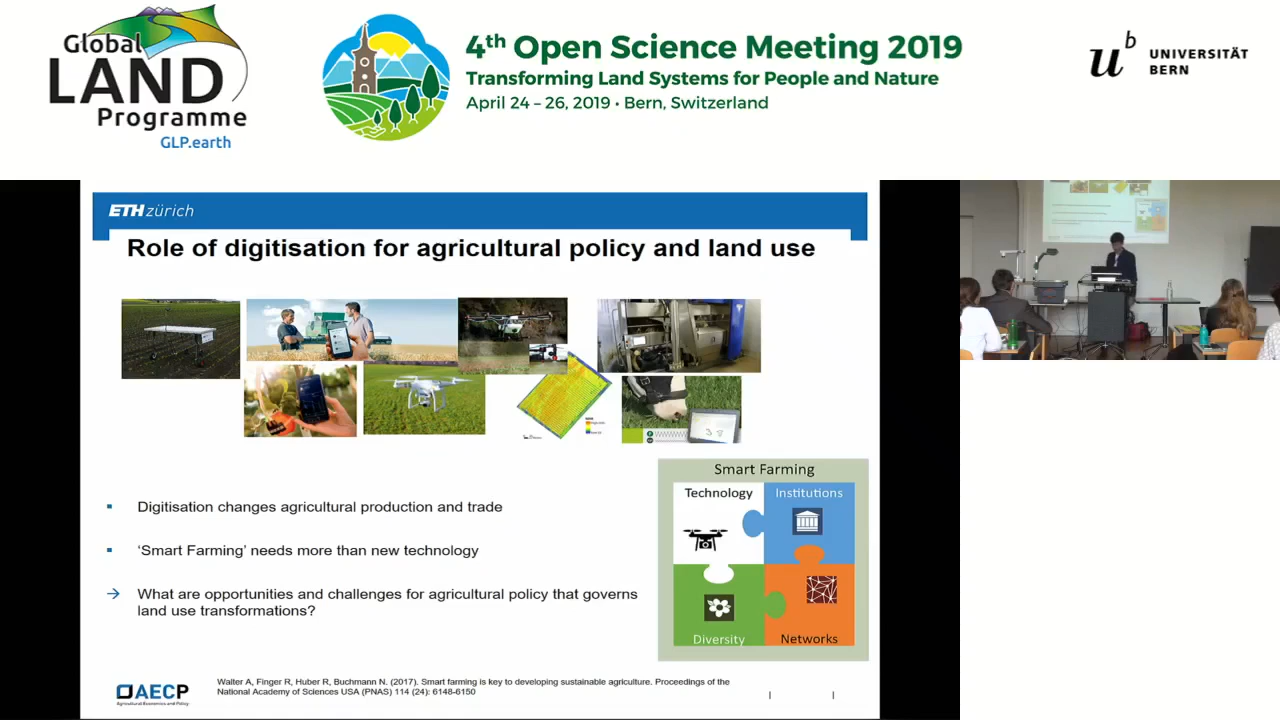 Global
LAND
Programme
GLP.earth
4th Open Science Meeting 2019
Transforming Land Systems for People and Nature
April 24 – 26, 2019 • Bern, Switzerland
u b UNIVERSITÄT
BERN
ETH zürich
Role of digitisation for agricultural policy and land use
Smart Farming
Technology
Institutions
Diversity
Networks
Digitisation changes agricultural production and trade
‘Smart Farming’ needs more than new technology
What are opportunities and challenges for agricultural policy that governs
land use transformations?
AECP
Agricultural Economics and Policy
Walter A, Finger R, Huber R, Buchmann N. (2017). Smart farming is key to developing sustainable agriculture. Proceedings of the
National Academy of Sciences USA (PNAS) 114 (24): 6148-6150